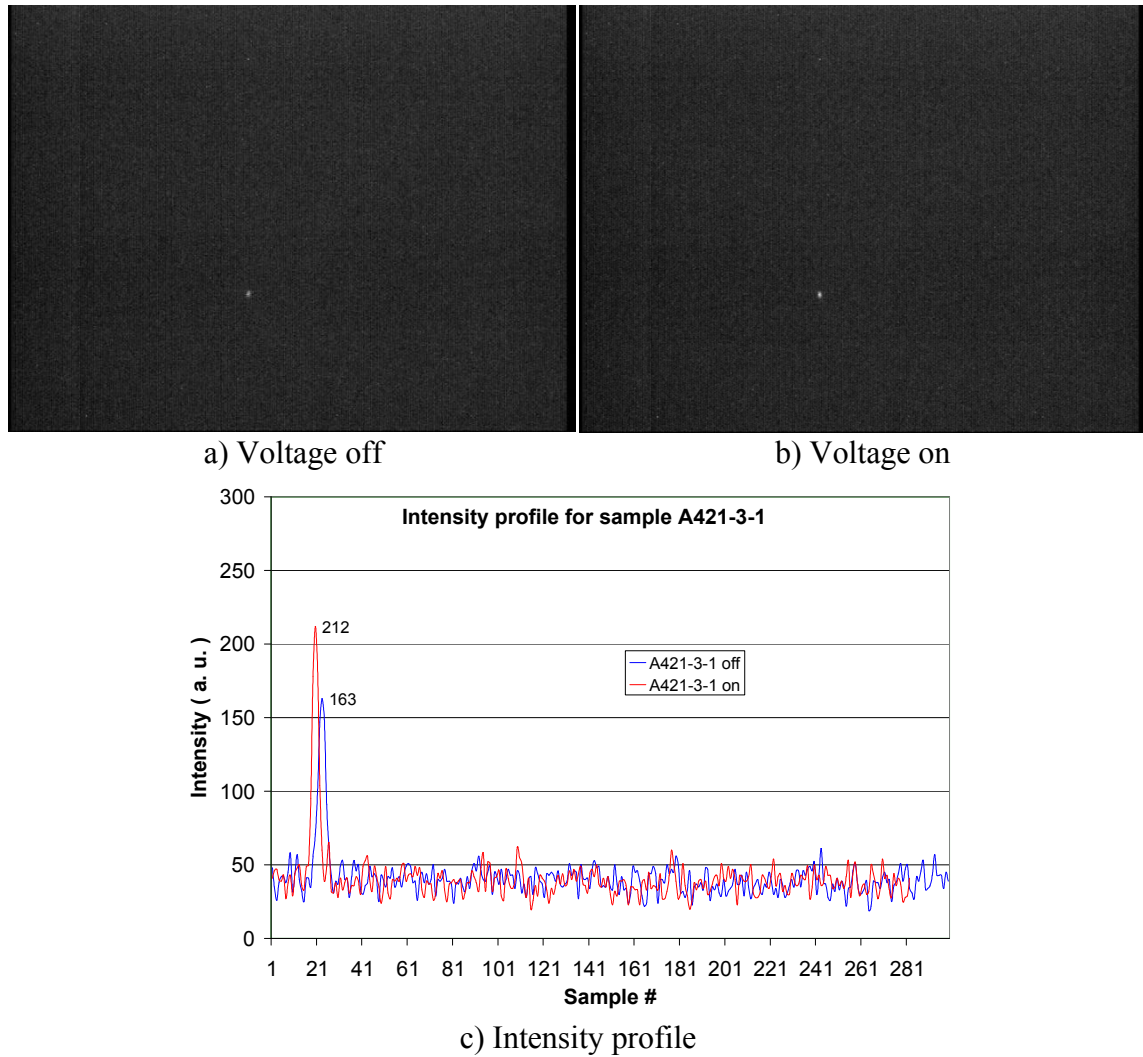 a) Voltage off
b) Voltage on
300
Intensity profile for sample A421-3-1
250
212
200
A421-3-1 off
A421-3-1 on
163
150
100
50
0
Intensity ( a. u. )
1 21 41 61 81 101 121 141 161 181 201 221 241 261 281
Sample #
c) Intensity profile